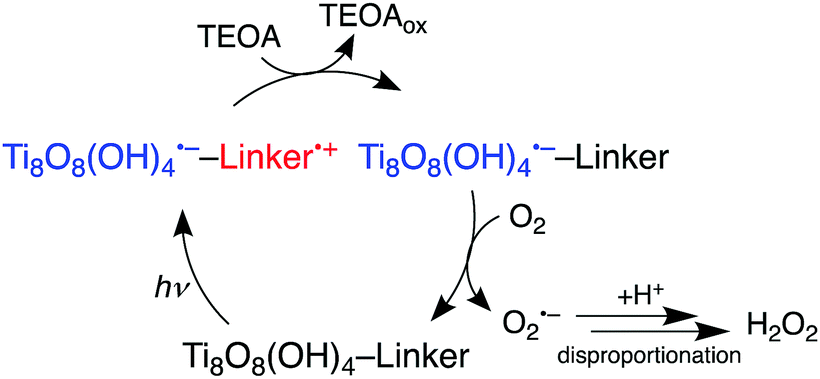 TEOA TEOAox
Ti8O8(OH)4•––Linker•+ Ti8O8(OH)4•––Linker
O2
hν
O2•– +H+ H2O2
disproportionation
Ti8O8(OH)4–Linker